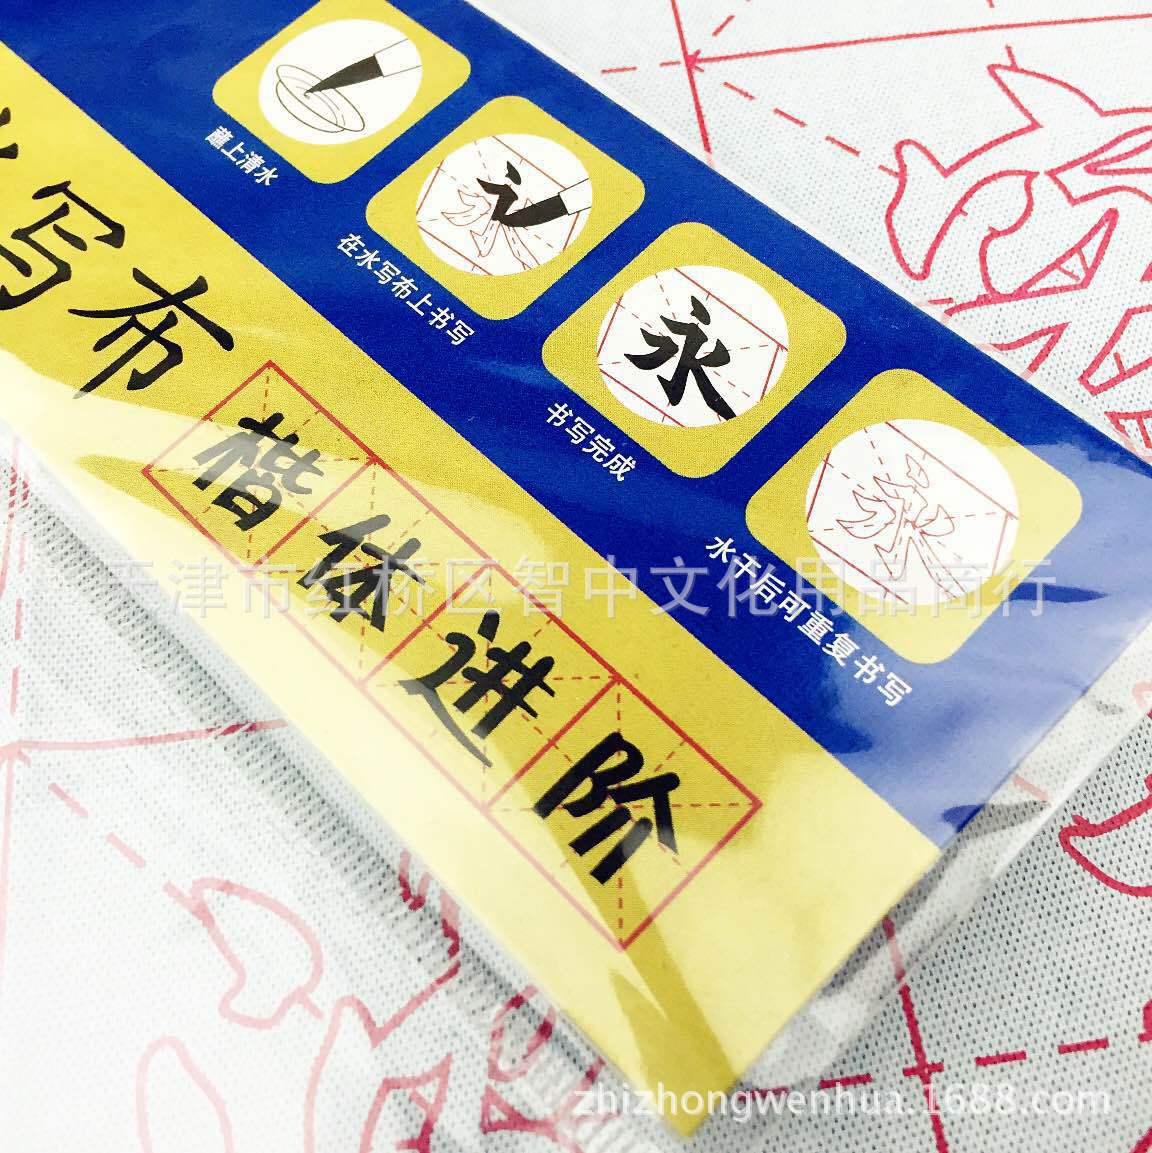 蘸上清水
在水写布上书写
永
书写完成
水干后可重复书写
写布
楷体进阶
天津市红桥区智中文化用品商行
zhizhongwenhua.1688.com